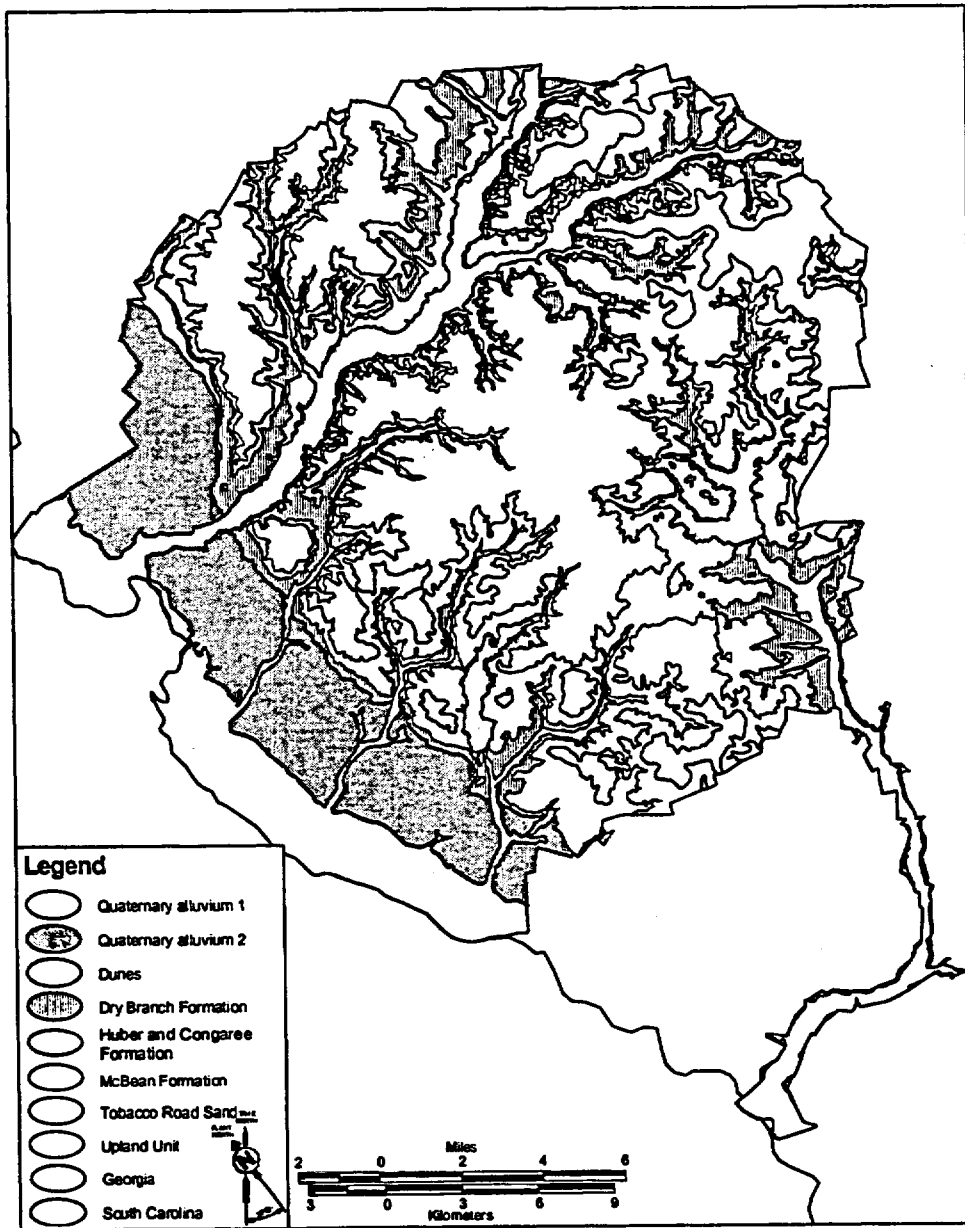 Legend
Quaternary alluvium 1
Quaternary alluvium 2
Dunes
Dry Branch Formation
Huber and Congaree
Formation
McBean Formation
Tobacco Road Sand
Upland Unit
Georgia
South Carolina
Miles
2 0 2 4 6
3 0 3 6 9
Kilometers